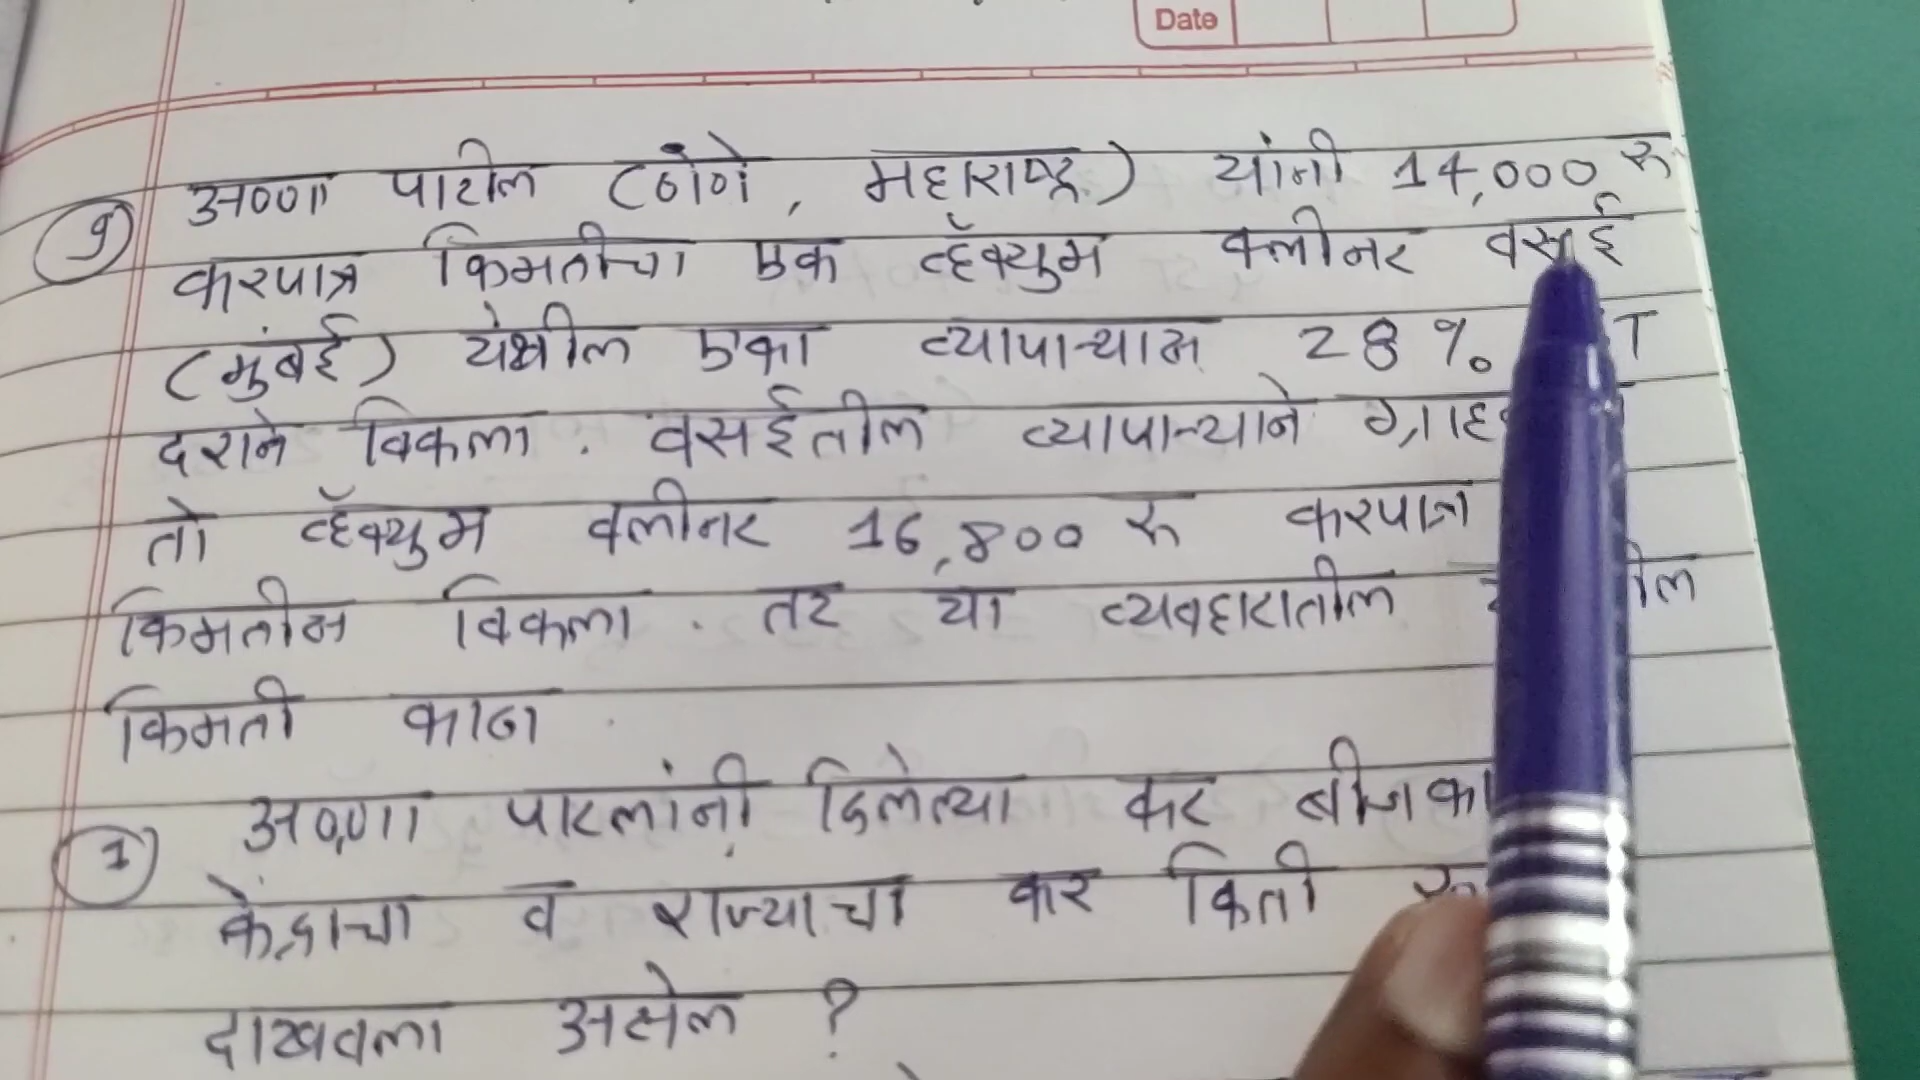 Date
9 अण्णा पाटील (ठाणे, महाराष्ट्र) यांनी 14,000 रु
करपात्र किमतीचा एक व्हॅक्युम क्लीनर वसई
(मुंबई) येथील एका व्यापाऱ्यास 28%
दराने विकला. वसईतील व्यापाऱ्याने
तो व्हॅक्युम क्लीनर 16,800 रु करपात्र
किमतीस विकला. तर या व्यवहारातील
किमती काढा.
1 अण्णा पाटलांनी दिलेल्या कर
केंद्राचा व राज्याचा कर किती
दाखवला असेल ?